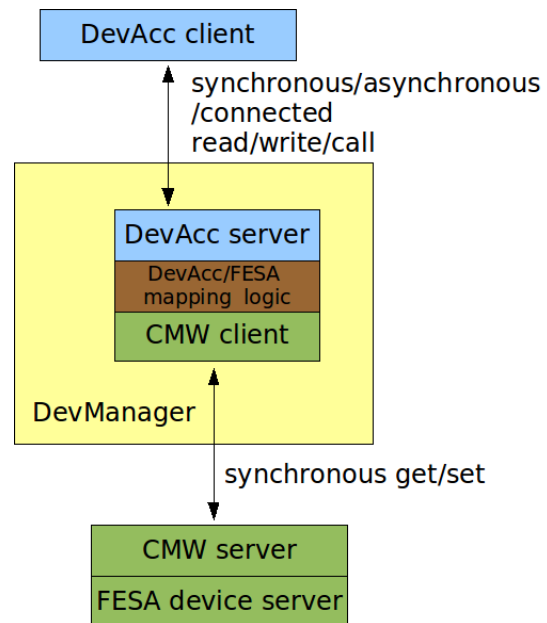 DevAcc client
synchronous/asynchronous
/connected
read/write/call
DevAcc server
DevAcc/FESA
mapping logic
CMW client
DevManager
synchronous get/set
CMW server
FESA device server